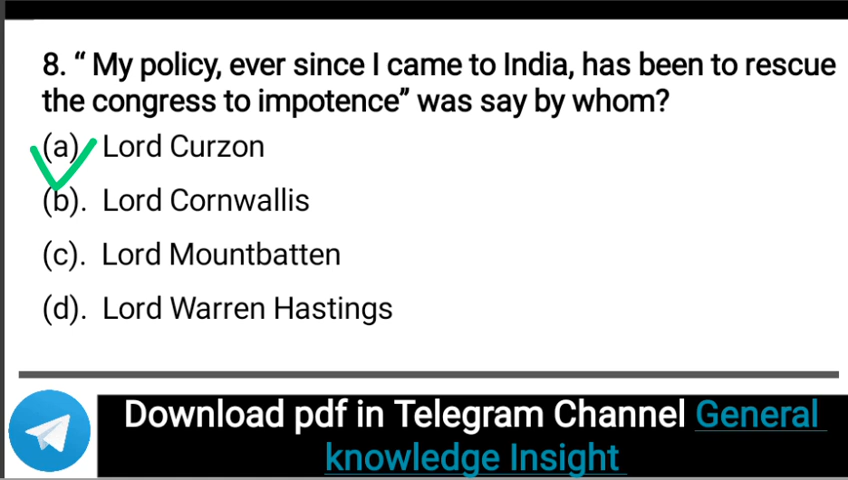 8. “ My policy, ever since I came to India, has been to rescue
the congress to impotence” was say by whom?
(a) Lord Curzon
(b). Lord Cornwallis
(c). Lord Mountbatten
(d). Lord Warren Hastings
Download pdf in Telegram Channel General
knowledge Insight